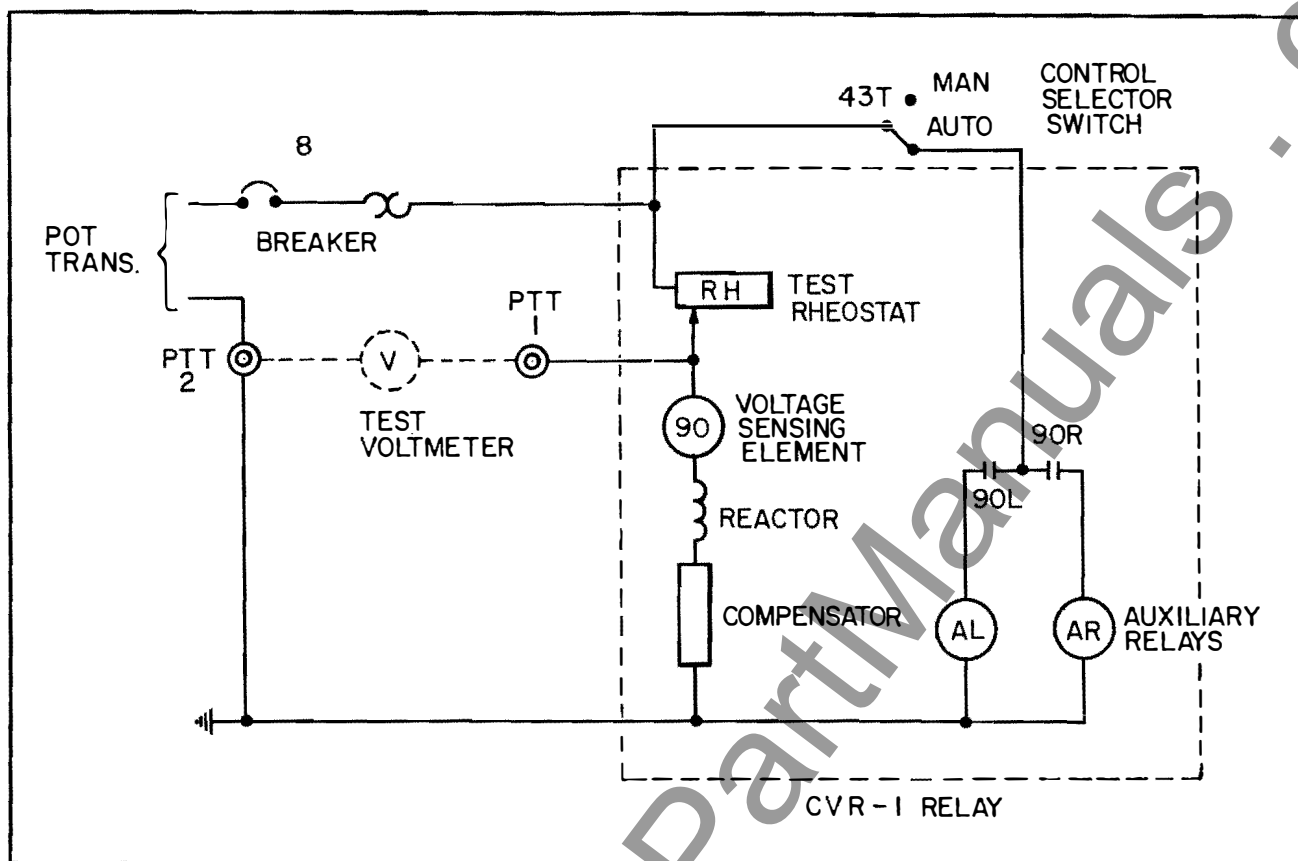 43T
MAN
AUTO
CONTROL
SELECTOR
SWITCH
8
BREAKER
POT
TRANS.
RH
TEST
RHEOSTAT
PTT
1
PTT
2
V
TEST
VOLTMETER
90
VOLTAGE
SENSING
ELEMENT
90R
90L
REACTOR
COMPENSATOR
AL
AR
AUXILIARY
RELAYS
CVR-1 RELAY
PartManuals.